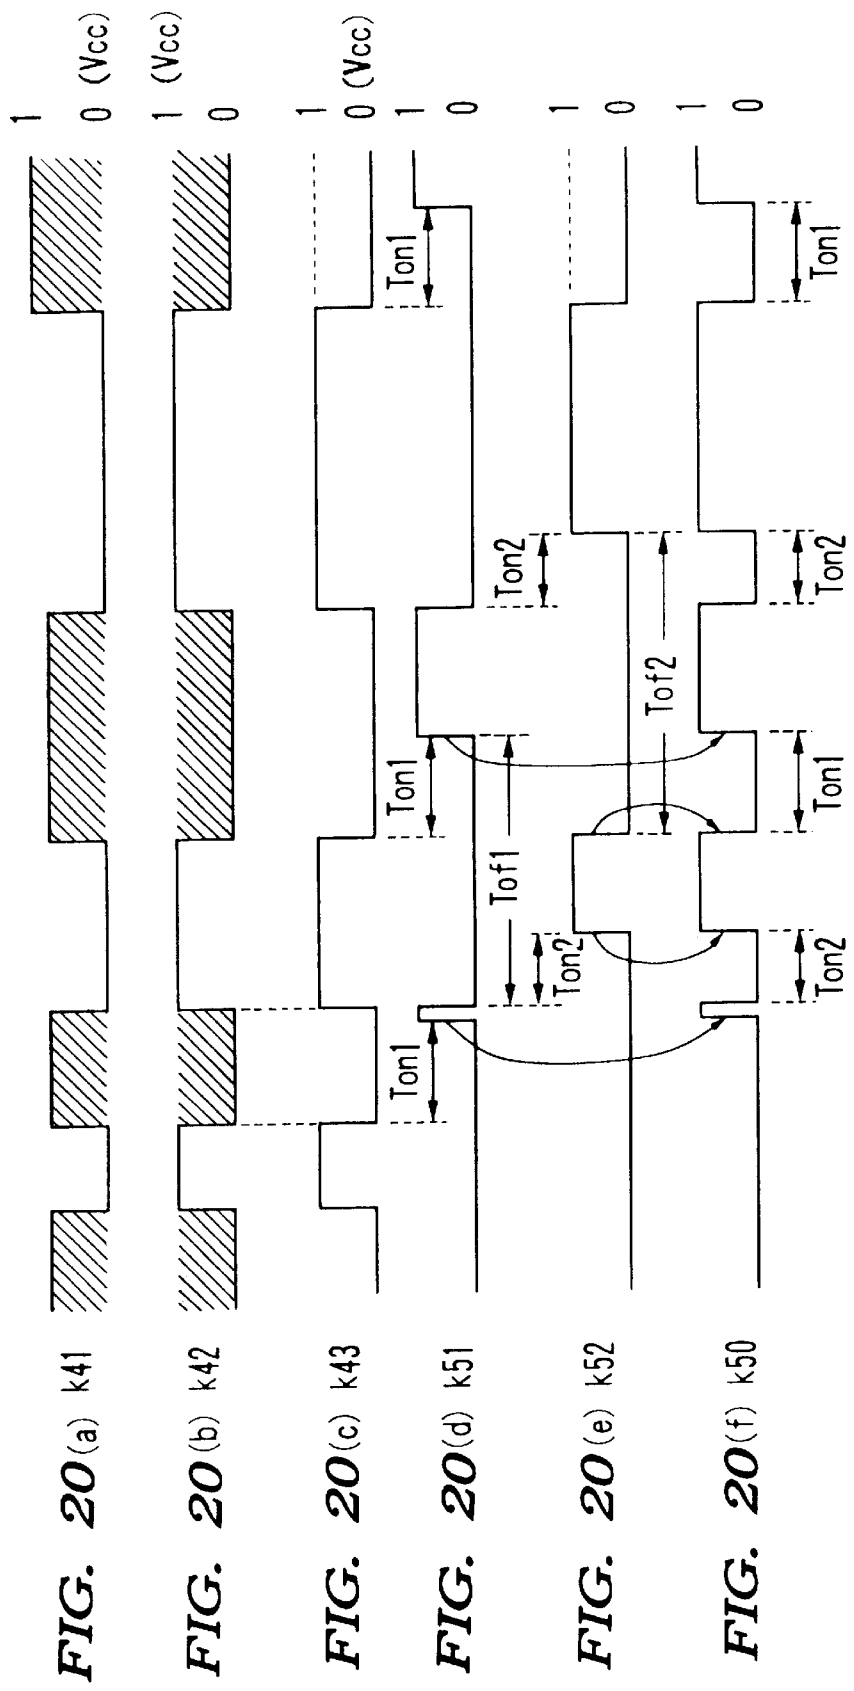 FIG. 20(a) k41
1
0 (Vcc)
FIG. 20(b) k42
1 (Vcc)
0
FIG. 20(c) k43
1
0 (Vcc)
FIG. 20(d) k51
Ton1
Ton1
Ton1
1
0
Tof1
FIG. 20(e) k52
Ton2
Ton2
1
0
Tof2
FIG. 20(f) k50
1
0
Ton2
Ton1
Ton2
Ton1